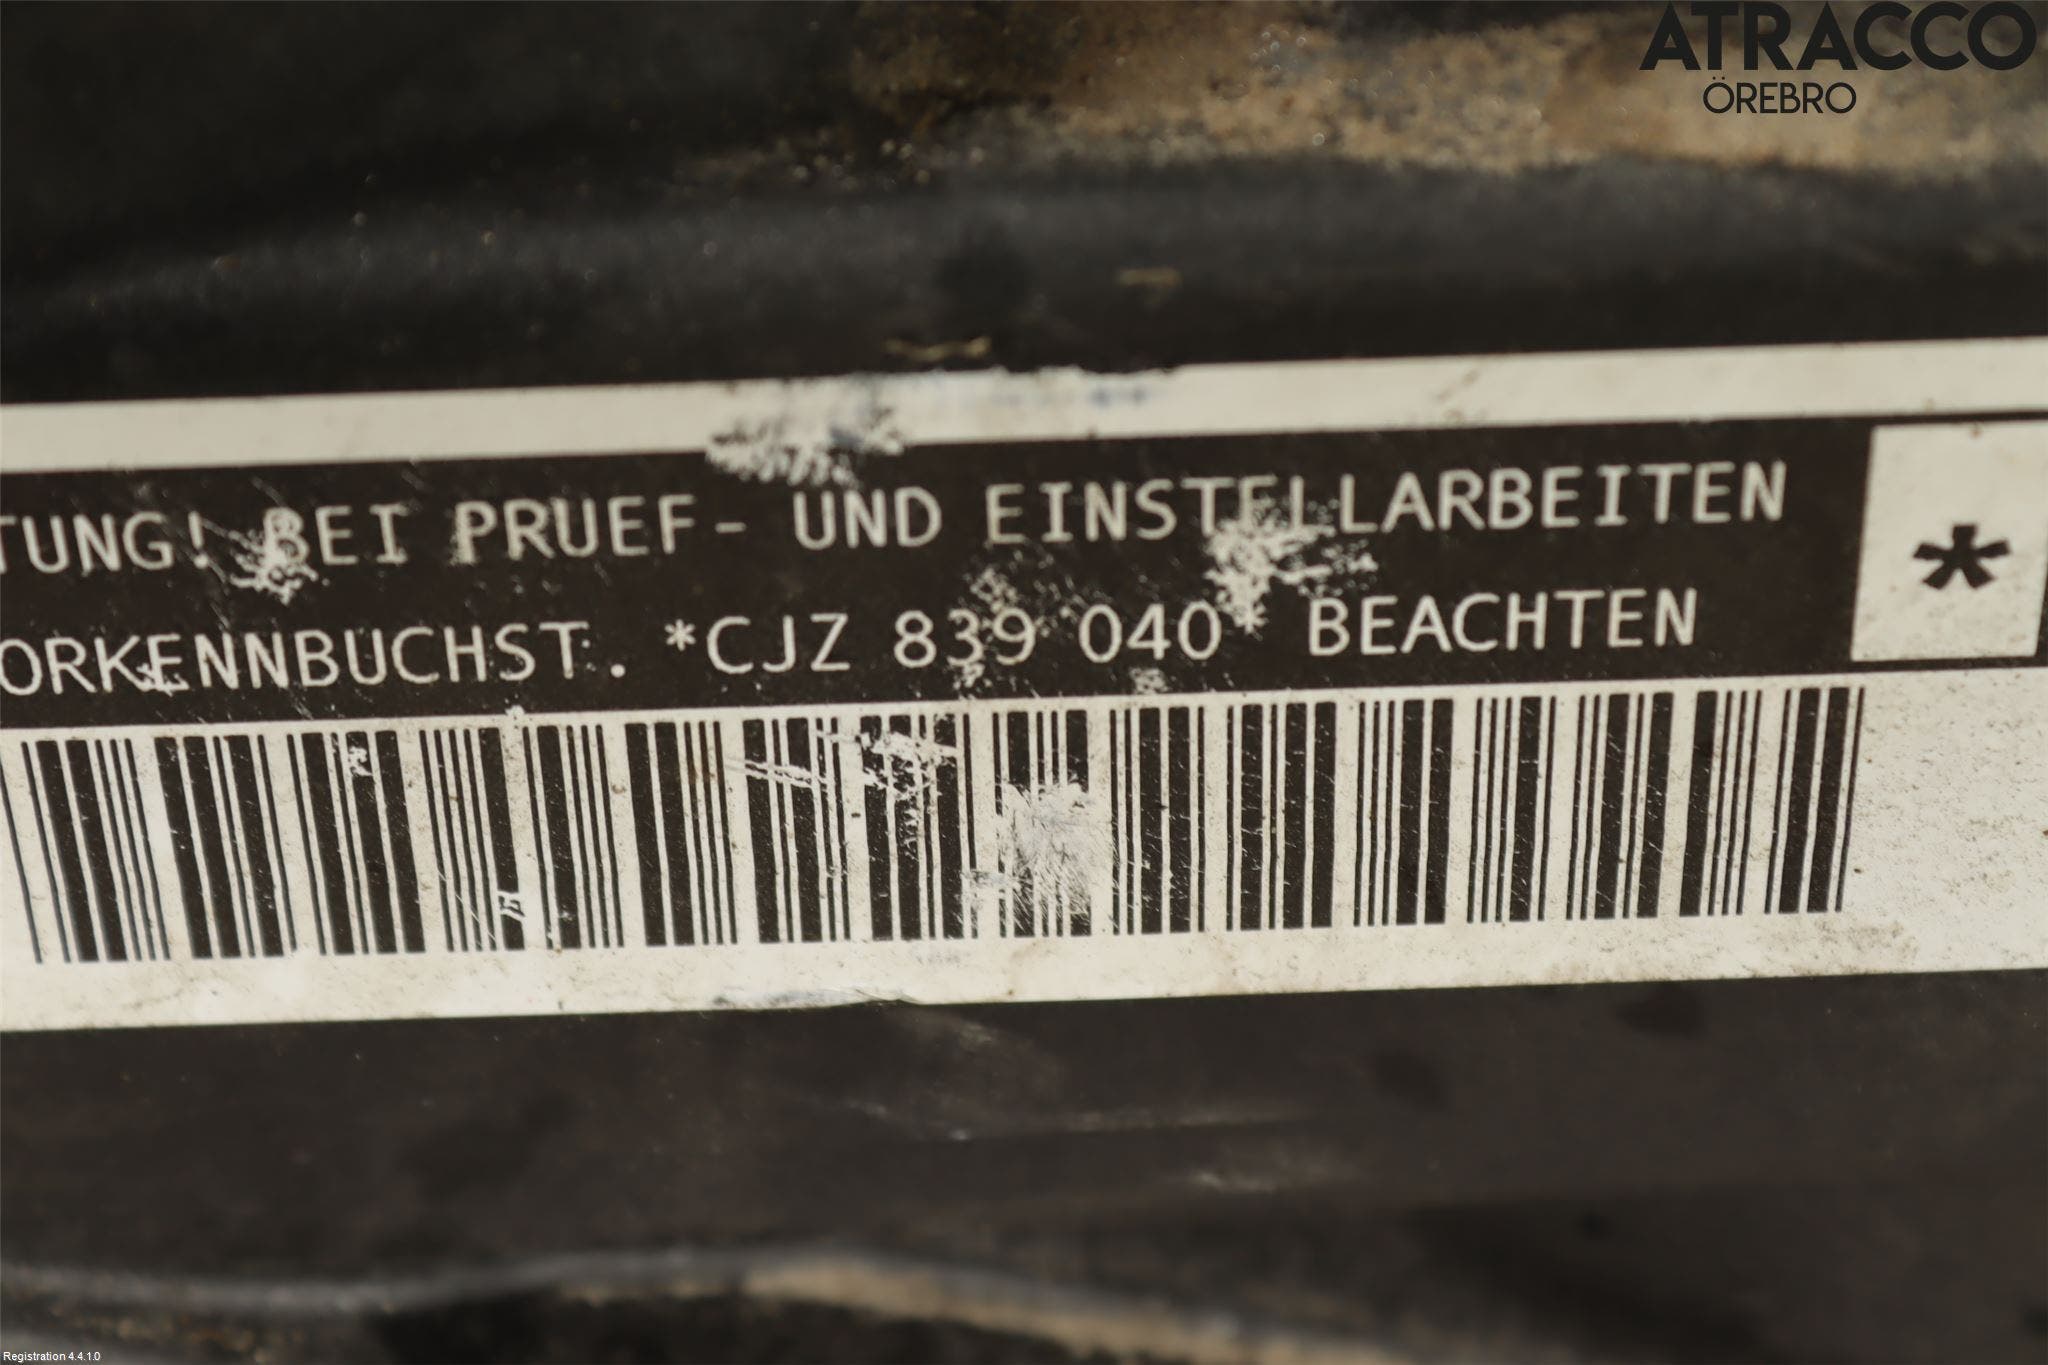 ATRACCO
ÖREBRO
TUNG! BEI PRUEF- UND EINSTELLARBEITEN
ORKENNBUCHST. *CJZ 839 040* BEACHTEN
*
Registration 4.4.1.0